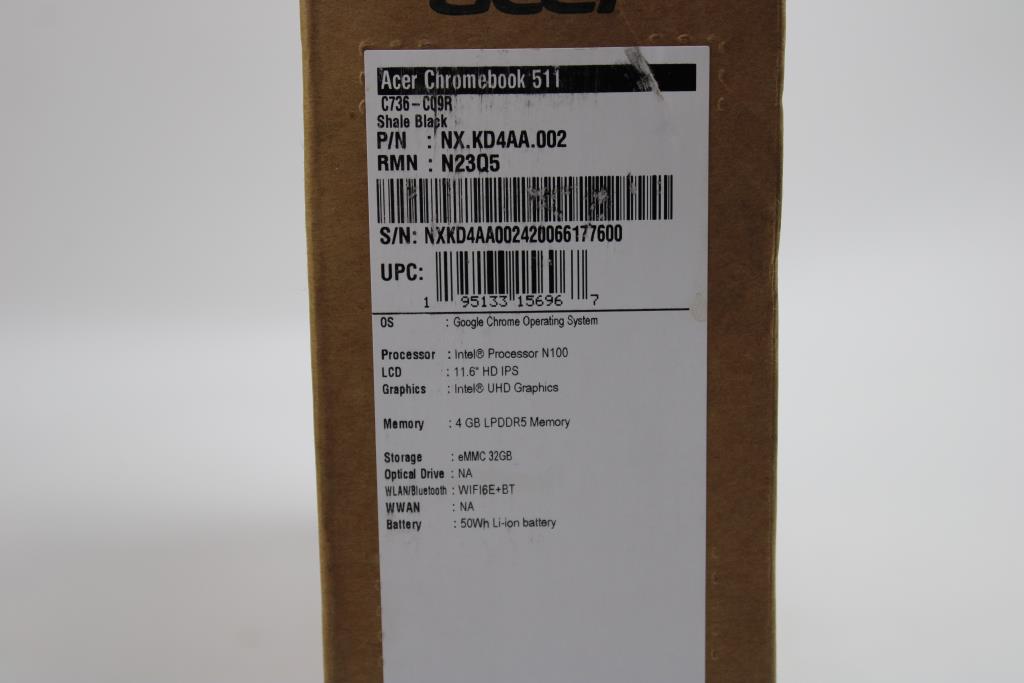 acer
Acer Chromebook 511
C736-C09R
Shale Black
P/N : NX.KD4AA.002
RMN : N23Q5
S/N: NXKD4AA002420066177600
UPC:
1 95133 15696 7
OS : Google Chrome Operating System
Processor : Intel® Processor N100
LCD : 11.6" HD IPS
Graphics : Intel® UHD Graphics
Memory : 4 GB LPDDR5 Memory
Storage : eMMC 32GB
Optical Drive : NA
WLAN/Bluetooth : WIFI6E+BT
WWAN : NA
Battery : 50Wh Li-ion battery